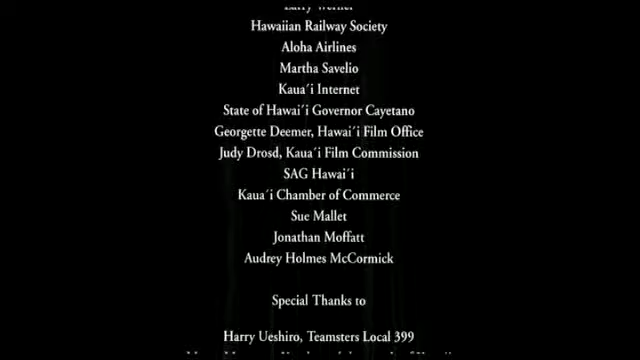 Larry Werner
Hawaiian Railway Society
Aloha Airlines
Martha Savelio
Kaua´i Internet
State of Hawai´i Governor Cayetano
Georgette Deemer, Hawai´i Film Office
Judy Drosd, Kaua´i Film Commission
SAG Hawai´i
Kaua´i Chamber of Commerce
Sue Mallet
Jonathan Moffatt
Audrey Holmes McCormick
Special Thanks to
Harry Ueshiro, Teamsters Local 399